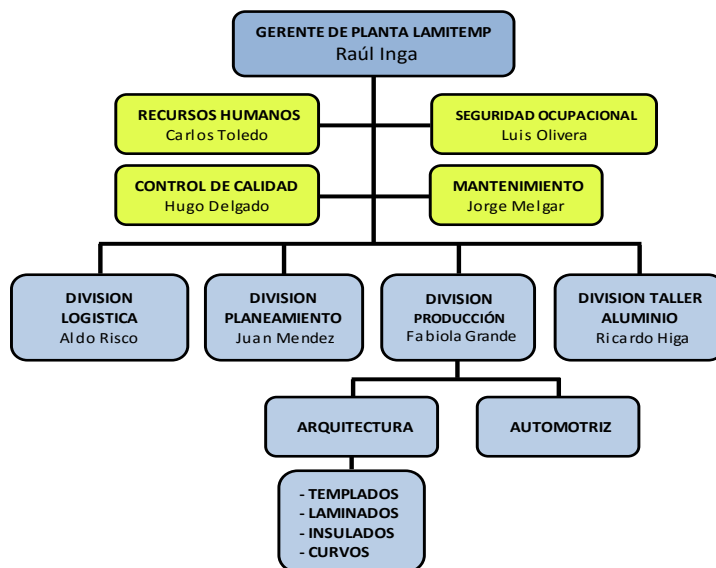 GERENTE DE PLANTA LAMITEMP
Raúl Inga
RECURSOS HUMANOS
Carlos Toledo
SEGURIDAD OCUPACIONAL
Luis Olivera
CONTROL DE CALIDAD
Hugo Delgado
MANTENIMIENTO
Jorge Melgar
DIVISION
LOGISTICA
Aldo Risco
DIVISION
PLANEAMIENTO
Juan Mendez
DIVISION
PRODUCCIÓN
Fabiola Grande
DIVISION TALLER
ALUMINIO
Ricardo Higa
ARQUITECTURA
AUTOMOTRIZ
- TEMPLADOS
- LAMINADOS
- INSULADOS
- CURVOS